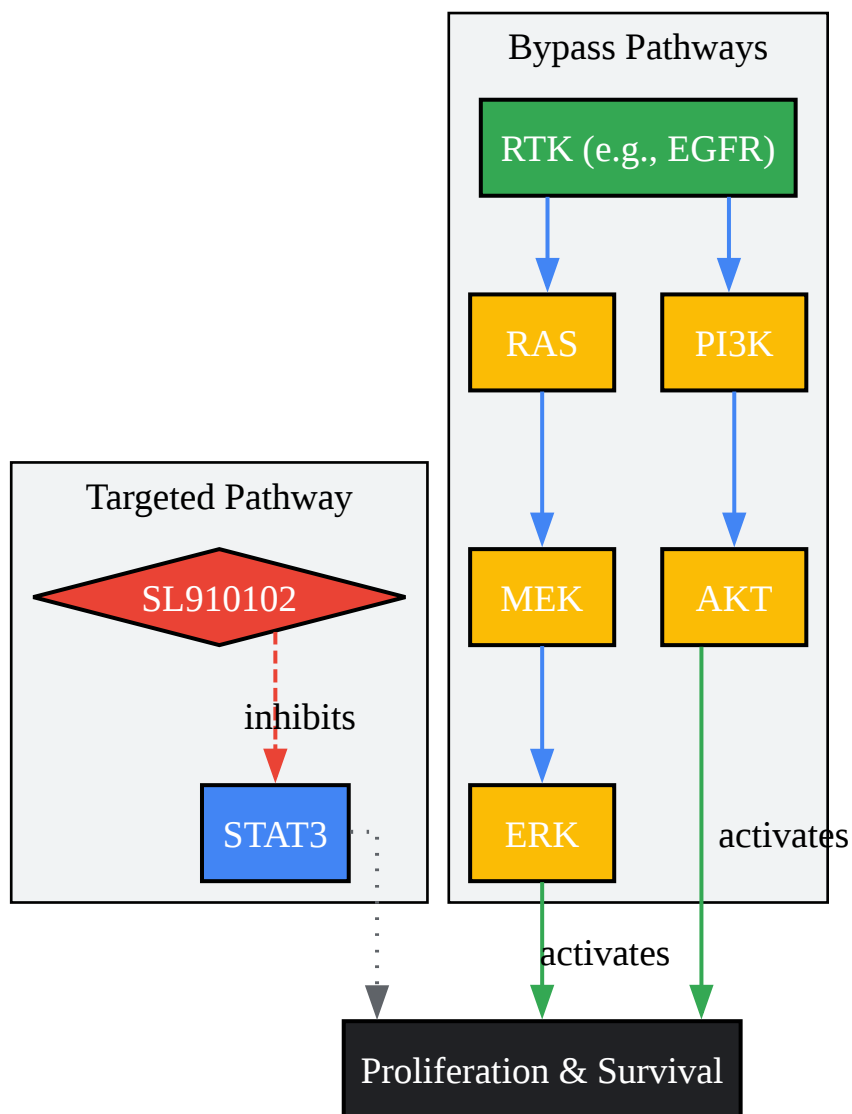 Bypass Pathways
RTK (e.g., EGFR)
RAS
PI3K
Targeted Pathway
SL910102
MEK
AKT
inhibits
STAT3
ERK
activates
activates
Proliferation & Survival